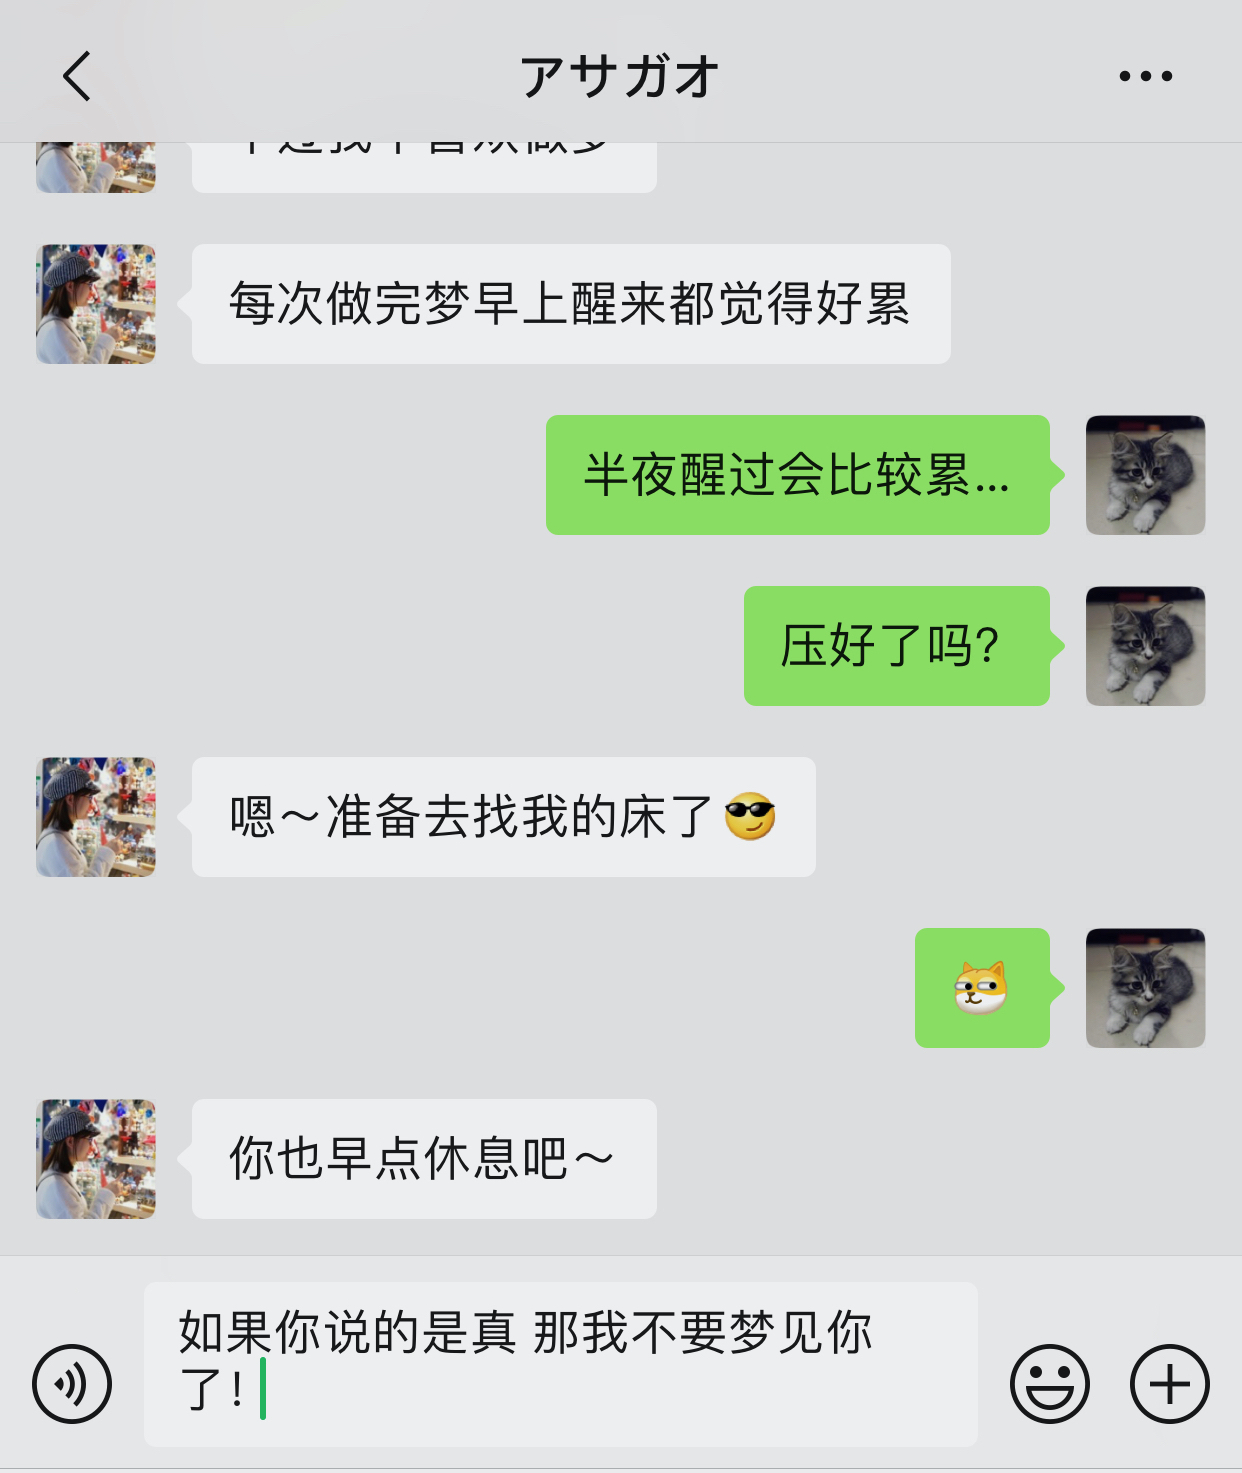 アサガオ
每次做完梦早上醒来都觉得好累
半夜醒过会比较累...
压好了吗?
嗯～准备去找我的床了
你也早点休息吧～
如果你说的是真 那我不要梦见你
了!